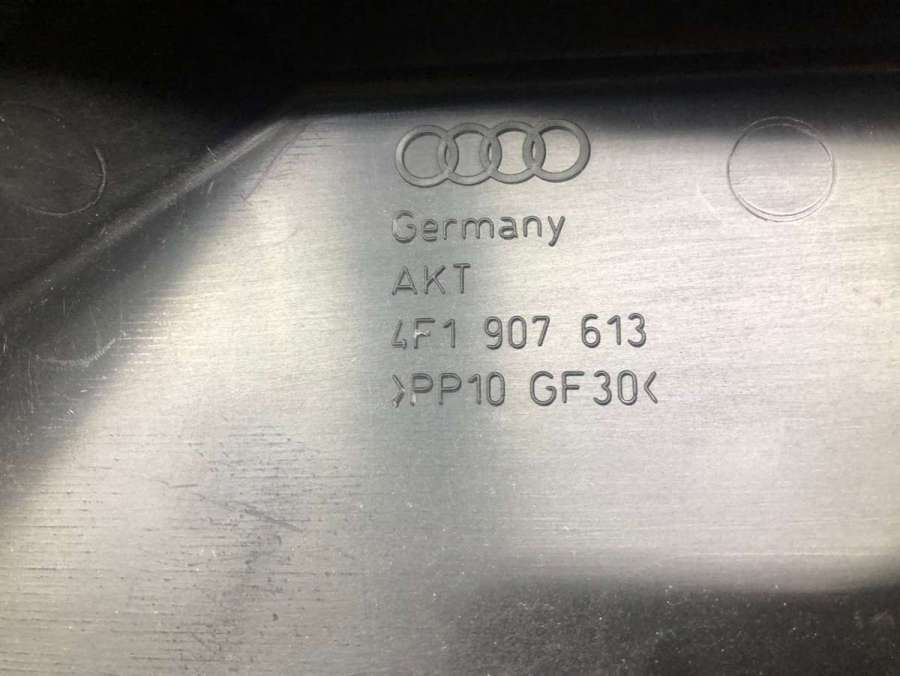 Germany
AKT
4F1 907 613
>PP10 GF30<